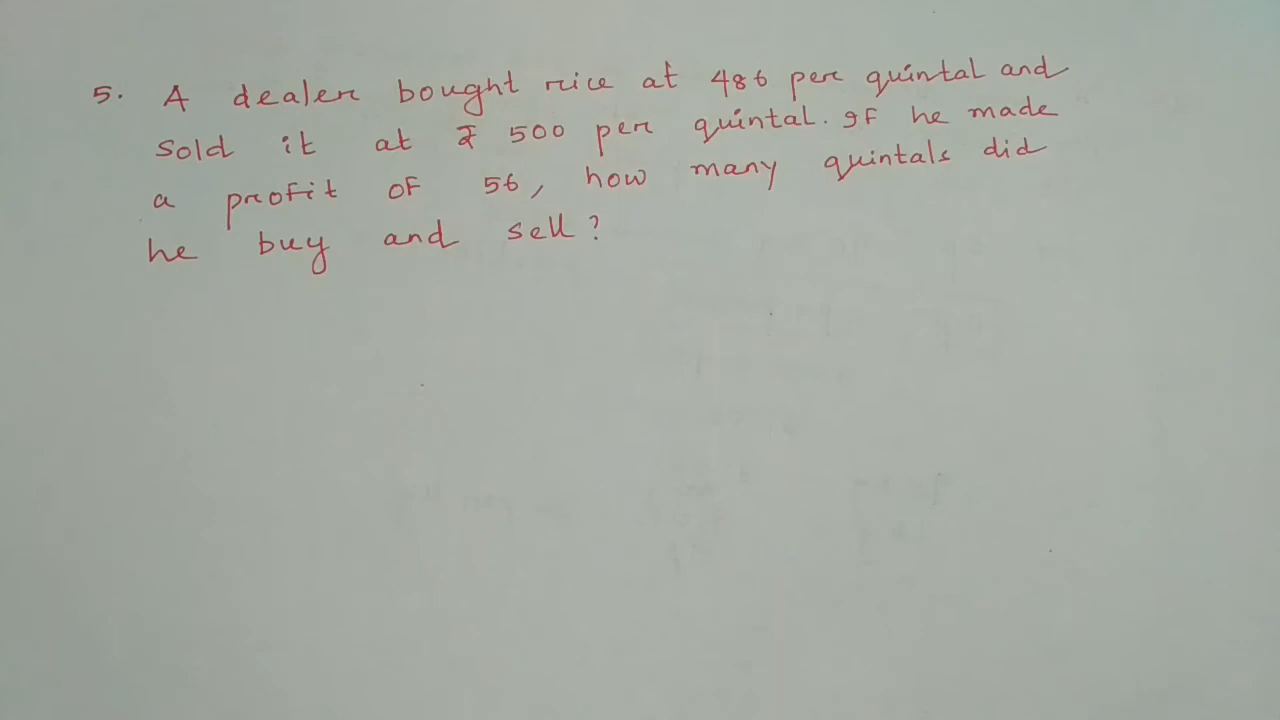 5. A dealer bought rice at 486 per quintal and
sold it at ₹ 500 per quintal. If he made
a profit of 56, how many quintals did
he buy and sell?